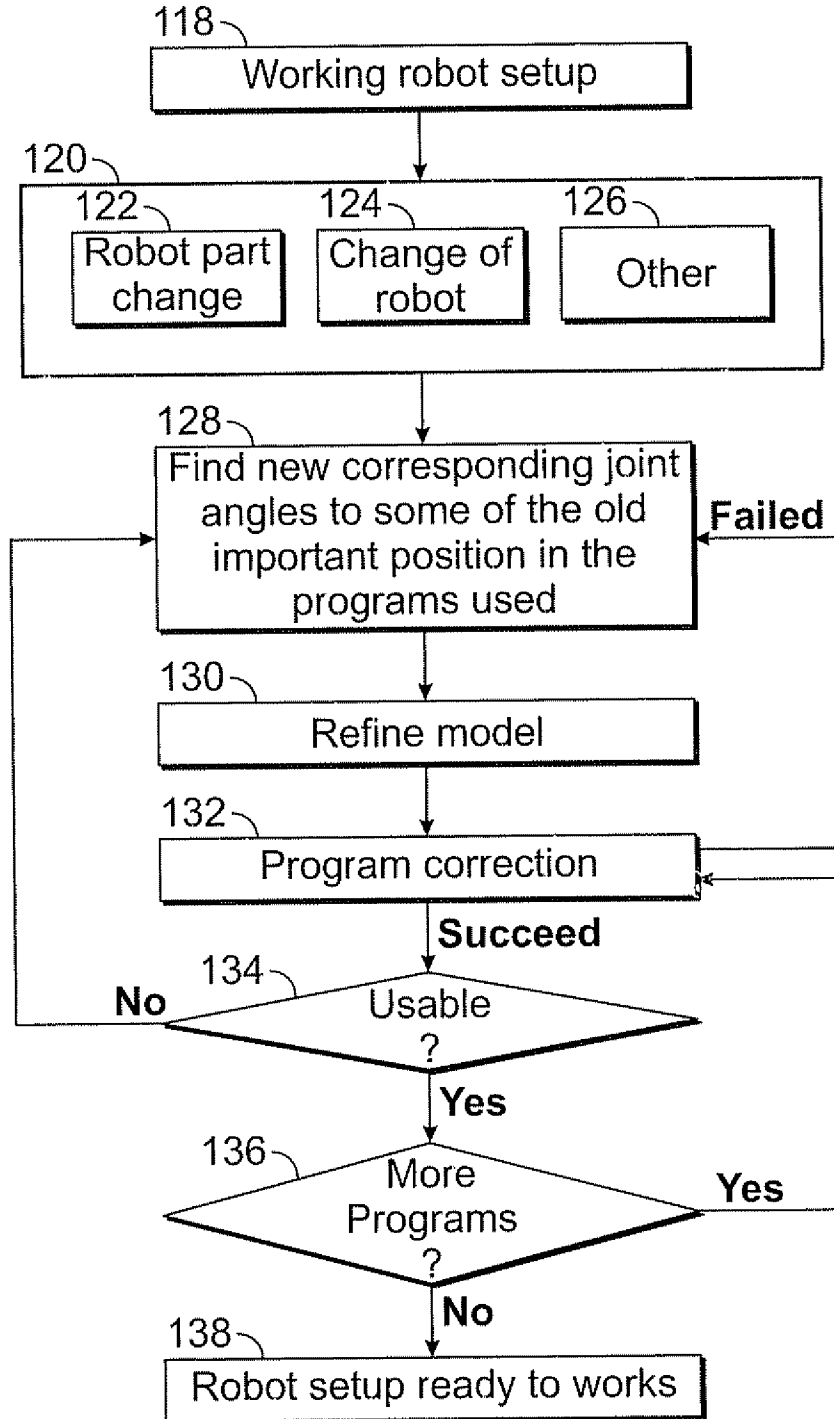 118
Working robot setup
120
122
Robot part
change
124
Change of
robot
126
Other
128
Find new corresponding joint
angles to some of the old
important position in the
programs used
Failed
130
Refine model
132
Program correction
Succeed
134
No
Usable
?
Yes
136
More
Programs
?
Yes
No
138
Robot setup ready to works